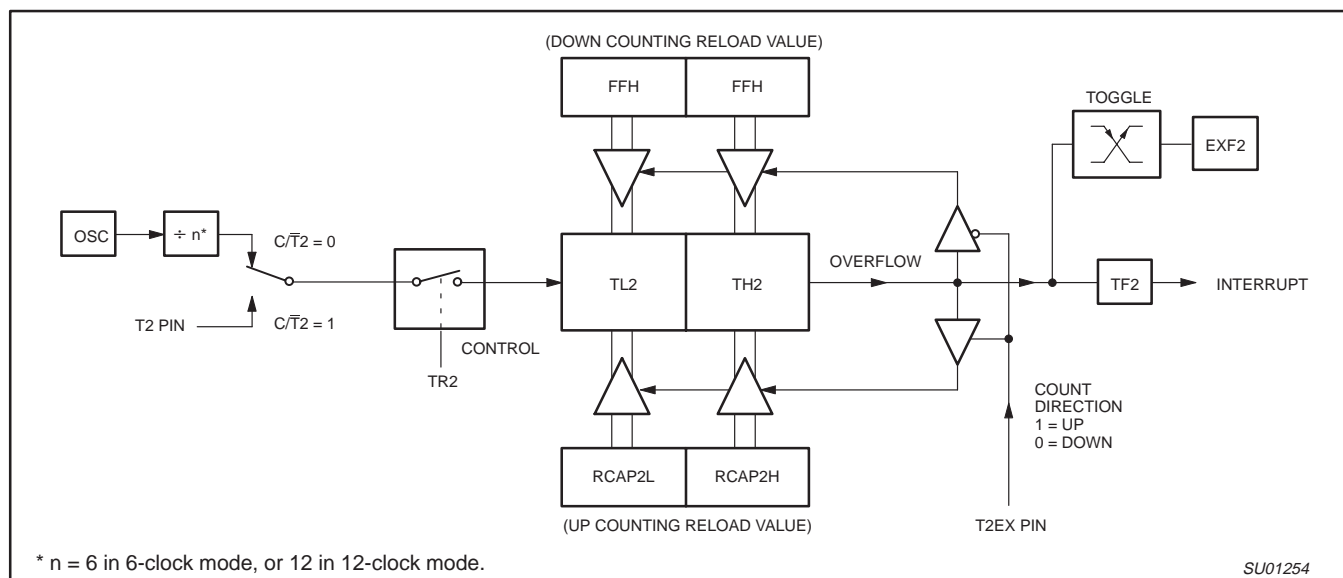 (DOWN COUNTING RELOAD VALUE)
FFH
FFH
TOGGLE
EXF2
OSC
÷ n*
C/T̅2 = 0
TL2
TH2
OVERFLOW
TF2
INTERRUPT
T2 PIN
C/T̅2 = 1
CONTROL
TR2
COUNT
DIRECTION
1 = UP
0 = DOWN
RCAP2L
RCAP2H
(UP COUNTING RELOAD VALUE)
T2EX PIN
* n = 6 in 6-clock mode, or 12 in 12-clock mode.
SU01254